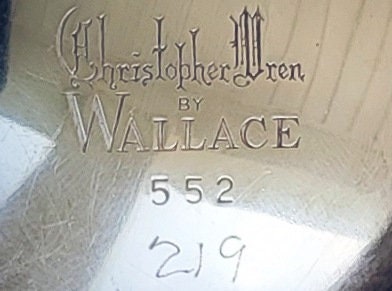 Christopher Wren
BY
WALLACE
552
219